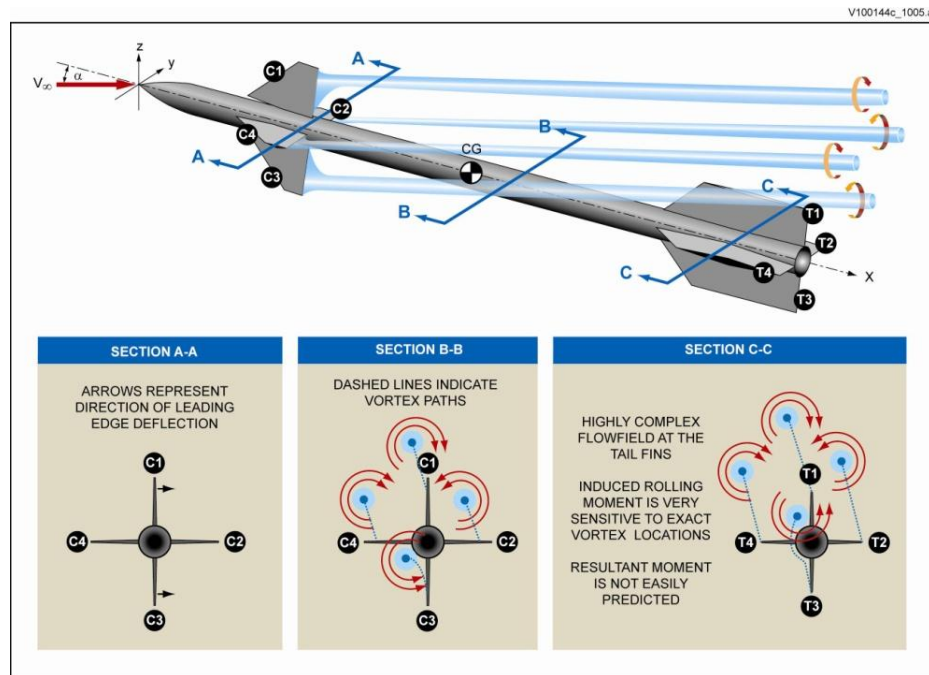 V100144c_1005.a
z
y
α
V∞
C1
A
C2
C4
A
C3
B
CG
B
C
T1
T2
T4
C
X
T3
SECTION A-A
ARROWS REPRESENT
DIRECTION OF LEADING
EDGE DEFLECTION
C1
C4
C2
C3
SECTION B-B
DASHED LINES INDICATE
VORTEX PATHS
C1
C4
C2
C3
SECTION C-C
HIGHLY COMPLEX
FLOWFIELD AT THE
TAIL FINS
INDUCED ROLLING
MOMENT IS VERY
SENSITIVE TO EXACT
VORTEX LOCATIONS
RESULTANT MOMENT
IS NOT EASILY
PREDICTED
T1
T4
T2
T3